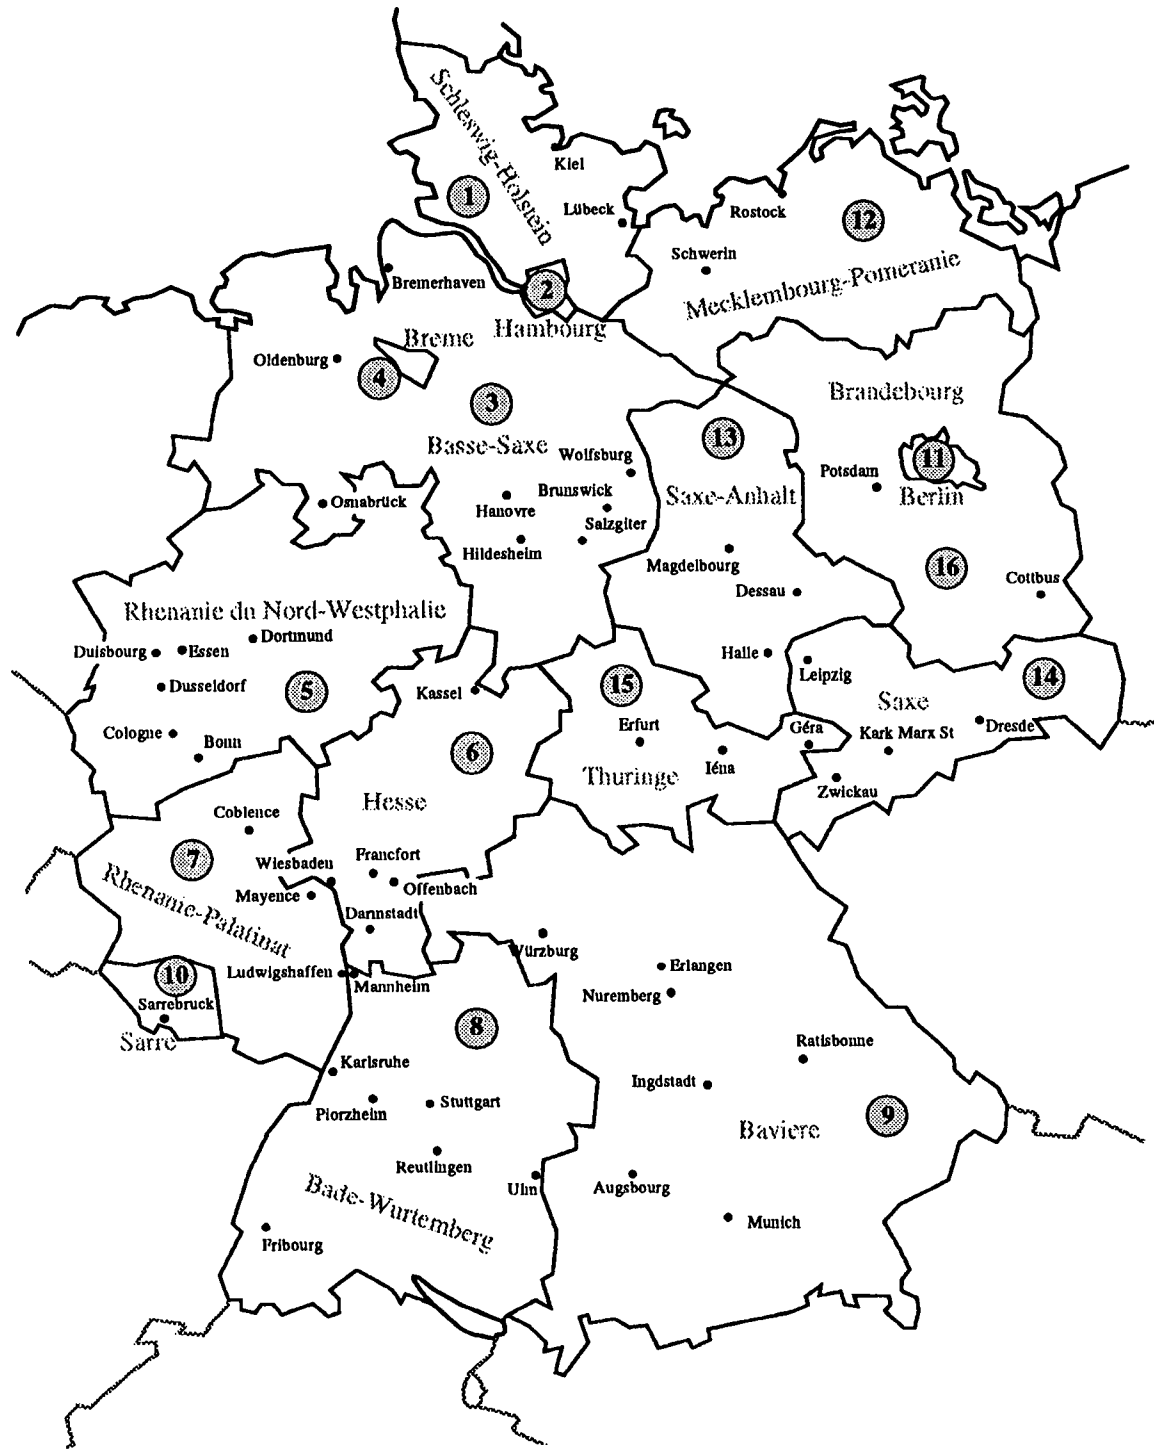 Schleswig-Holstein
Kiel
1
Lübeck
Rostock
12
Schwerin
Mecklembourg-Pomeranie
Bremerhaven
2
Hambourg
Breme
Oldenburg
4
3
Brandebourg
Basse-Saxe
13
Wolfsburg
11
Potsdam
Berlin
Saxe-Anhalt
Brunswick
Osnabrück
Hanovre
Salzgiter
Hildesheim
Magdelbourg
16
Cottbus
Dessau
Rhenanie du Nord-Westphalie
Dortmund
Duisbourg
Essen
Halle
Leipzig
Dusseldorf
5
Kassel
15
14
Saxe
Erfurt
Géra
Kark Marx St
Dresde
Cologne
Bonn
6
Iéna
Thuringe
Zwickau
Hesse
Coblence
7
Wiesbaden
Francfort
Offenbach
Mayence
Rhenanie-Palatinat
Darmstadt
Würzburg
Erlangen
10
Ludwigshaffen
Mannheim
Nuremberg
Sarrebruck
Sarre
8
Ratisbonne
Karlsruhe
Ingdstadt
Piorzheim
Stuttgart
9
Baviere
Reutlingen
Ulm
Augsbourg
Bade-Wurtemberg
Munich
Fribourg